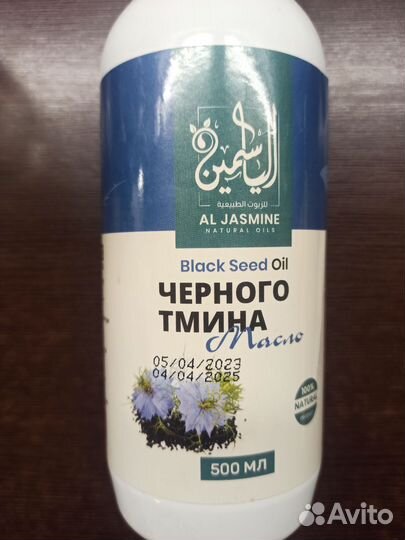 الياسمين
للزيوت الطبيعية
AL JASMINE
NATURAL OILS
Black Seed Oil
ЧЕРНОГО
ТМИНА
Масло
05/04/2023
04/04/2025
100%
NATURAL
500 МЛ
Avito